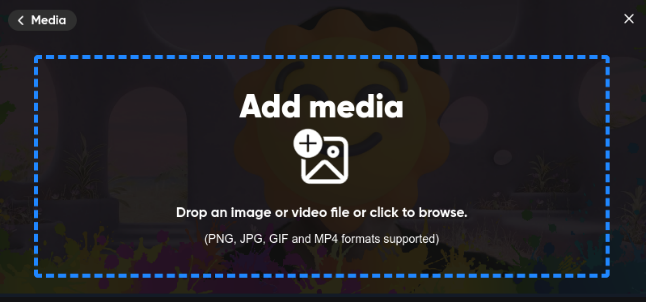 Media
Add media
Drop an image or video file or click to browse.
(PNG, JPG, GIF and MP4 formats supported)